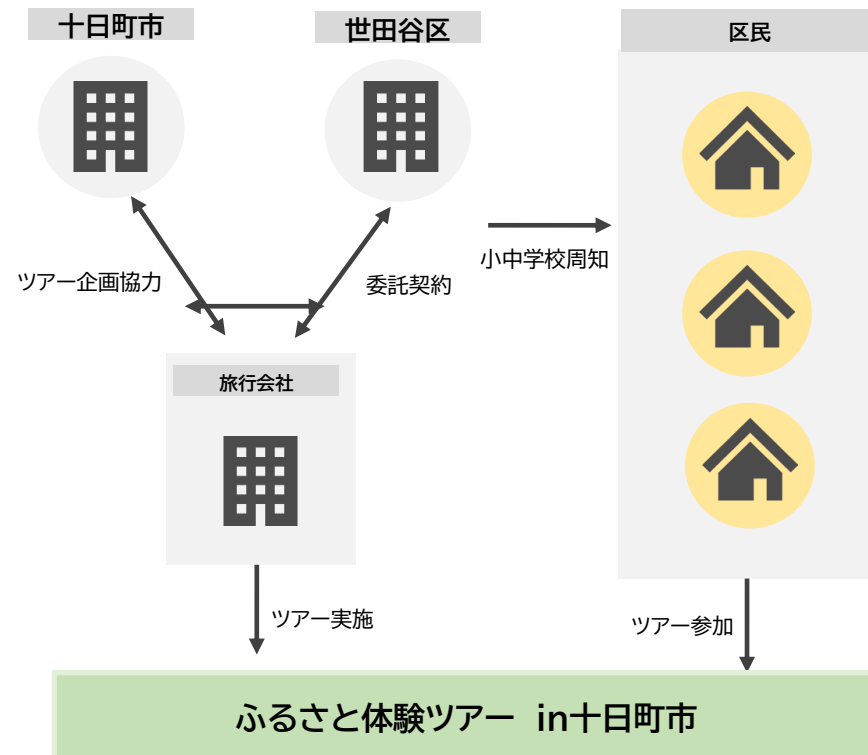 十日町市
世田谷区
区民
小中学校周知
ツアー企画協力
委託契約
旅行会社
ツアー実施
ツアー参加
ふるさと体験ツアー in十日町市